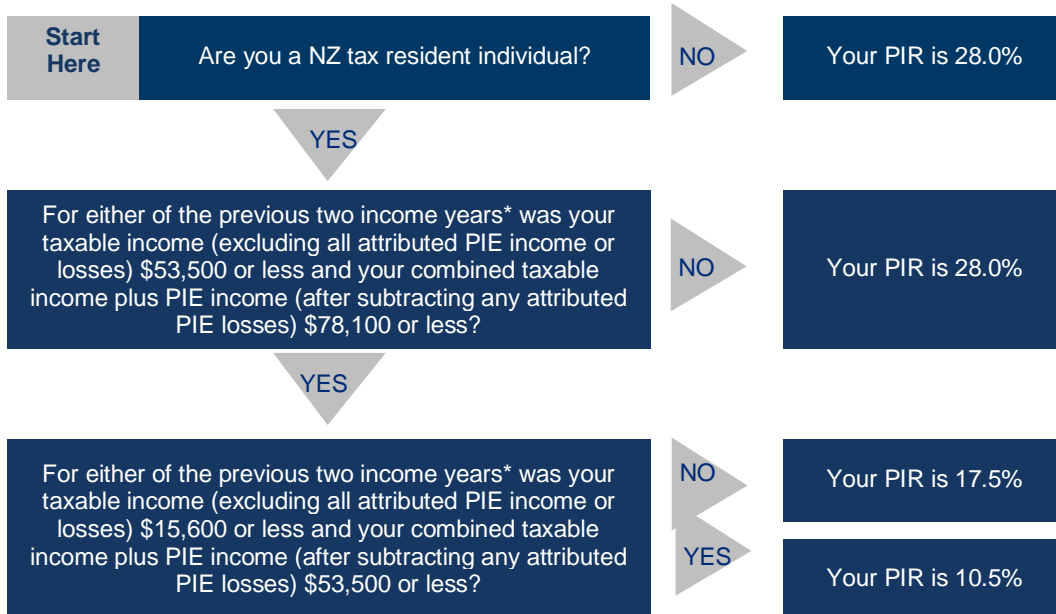 Start
Here
Are you a NZ tax resident individual?
NO
Your PIR is 28.0%
YES
For either of the previous two income years* was your
taxable income (excluding all attributed PIE income or
losses) $53,500 or less and your combined taxable
income plus PIE income (after subtracting any attributed
PIE losses) $78,100 or less?
NO
Your PIR is 28.0%
YES
For either of the previous two income years* was your
taxable income (excluding all attributed PIE income or
losses) $15,600 or less and your combined taxable
income plus PIE income (after subtracting any attributed
PIE losses) $53,500 or less?
NO
Your PIR is 17.5%
YES
Your PIR is 10.5%